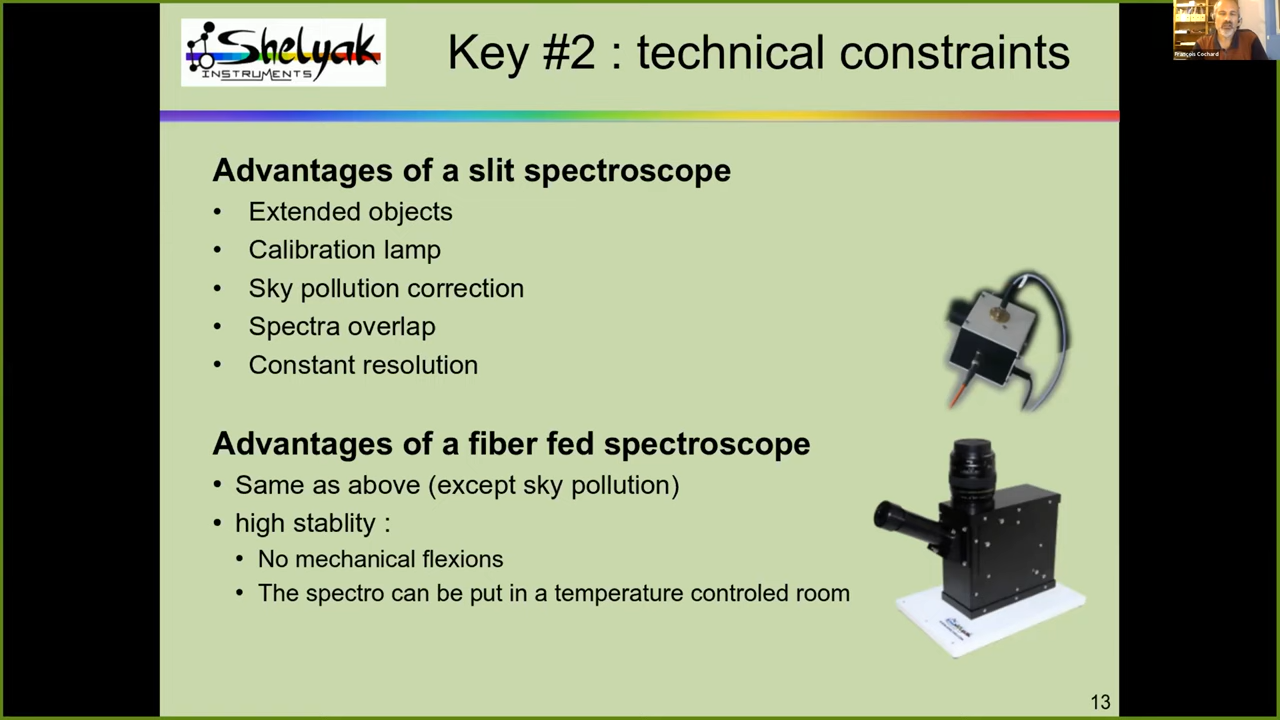 Shelyak
INSTRUMENTS
Key #2 : technical constraints
François Cochard
Advantages of a slit spectroscope
• Extended objects
• Calibration lamp
• Sky pollution correction
• Spectra overlap
• Constant resolution
Advantages of a fiber fed spectroscope
• Same as above (except sky pollution)
• high stablity :
• No mechanical flexions
• The spectro can be put in a temperature controled room
13